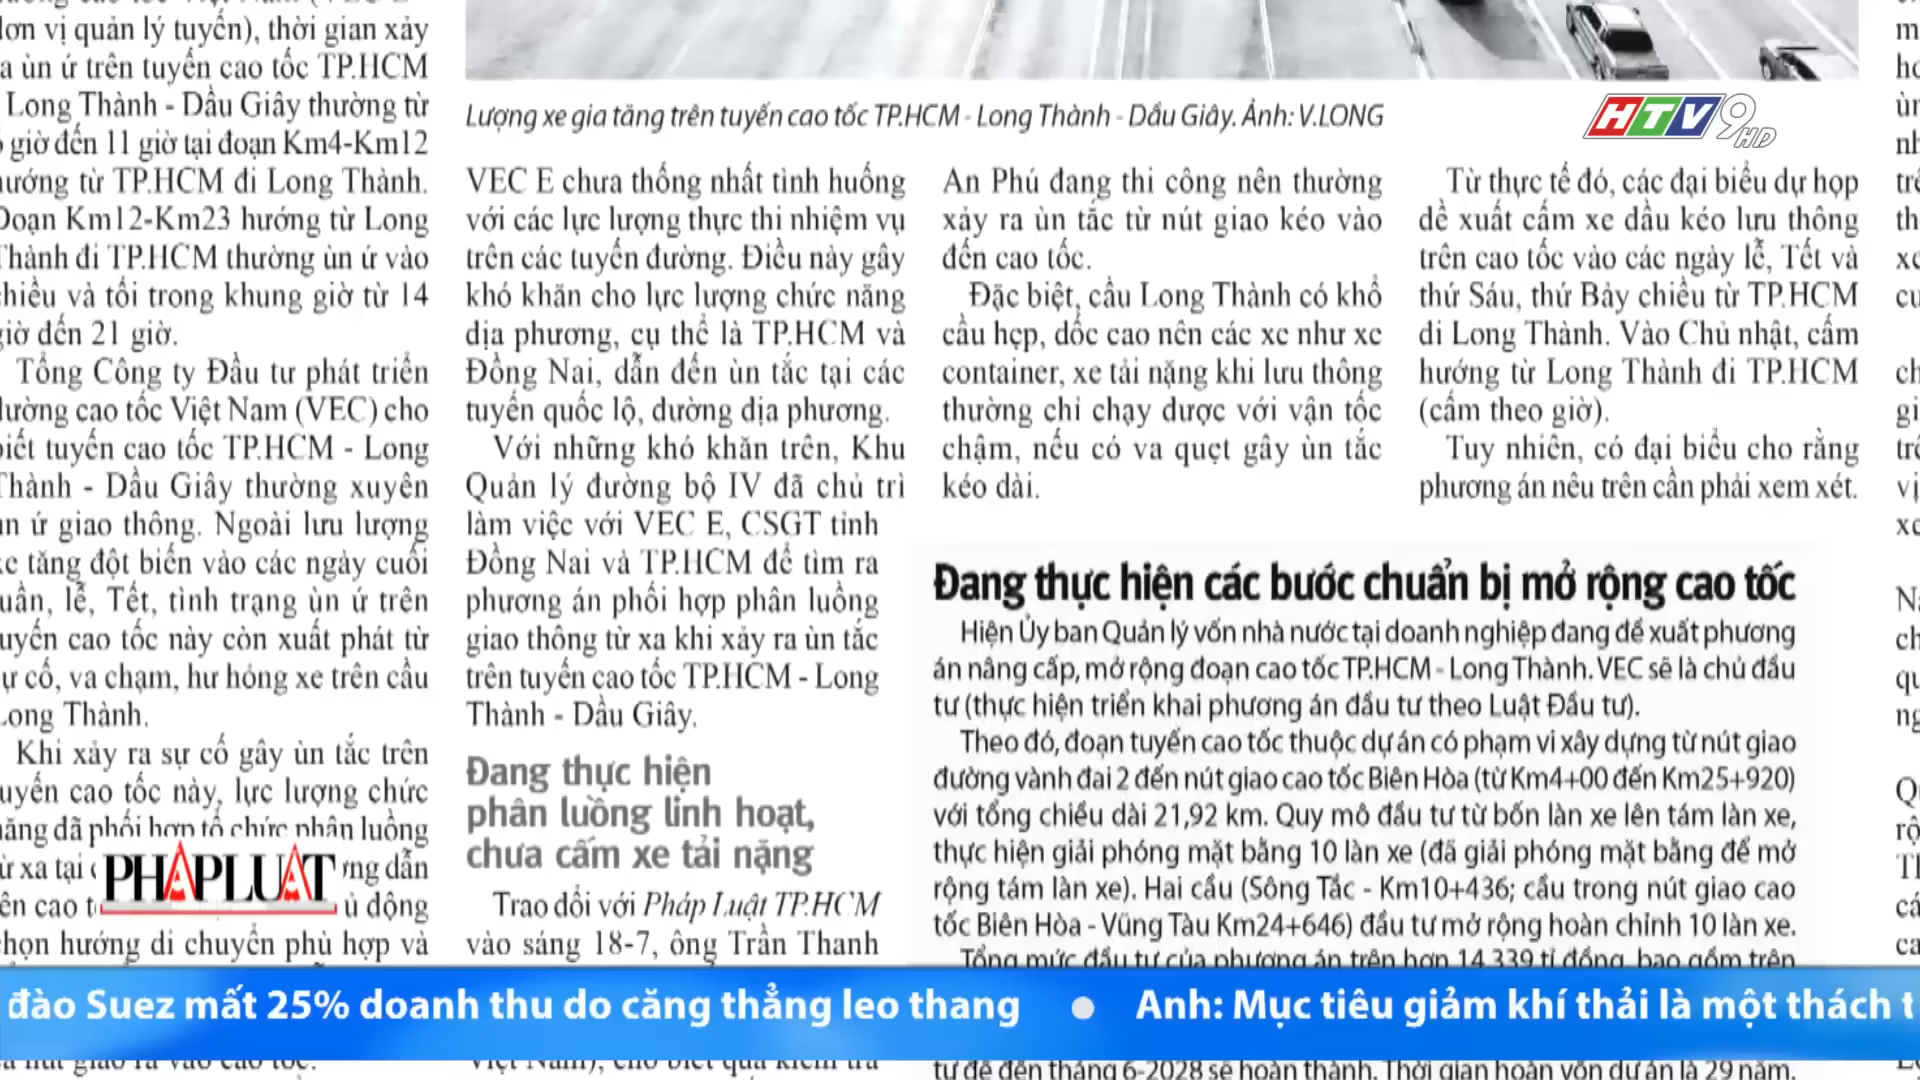 ơn vị quản lý tuyến), thời gian xảy
ùn ứ trên tuyến cao tốc TP.HCM
Long Thành - Dầu Giây thường từ
giờ đến 11 giờ tại đoạn Km4-Km12
hướng từ TP.HCM đi Long Thành.
Đoạn Km12-Km23 hướng từ Long
Thành đi TP.HCM thường ùn ứ vào
chiều và tối trong khung giờ từ 14
giờ đến 21 giờ.
Tổng Công ty Đầu tư phát triển
đường cao tốc Việt Nam (VEC) cho
biết tuyến cao tốc TP.HCM - Long
Thành - Dầu Giây thường xuyên
ùn ứ giao thông. Ngoài lưu lượng
xe tăng đột biến vào các ngày cuối
tuần, lễ, Tết, tình trạng ùn ứ trên
tuyến cao tốc này còn xuất phát từ
sự cố, va chạm, hư hỏng xe trên cầu
Long Thành.
Khi xảy ra sự cố gây ùn tắc trên
tuyến cao tốc này, lực lượng chức
năng đã phối hợp tổ chức phân luồng
từ xa tại
PHÁP LUẬT
chọn hướng di chuyển phù hợp và
Lượng xe gia tăng trên tuyến cao tốc TP.HCM - Long Thành - Dầu Giây. Ảnh: V.LONG
HTV9 HD
VEC E chưa thống nhất tình huống
với các lực lượng thực thi nhiệm vụ
trên các tuyến đường. Điều này gây
khó khăn cho lực lượng chức năng
địa phương, cụ thể là TP.HCM và
Đồng Nai, dẫn đến ùn tắc tại các
tuyến quốc lộ, đường địa phương.
Với những khó khăn trên, Khu
Quản lý đường bộ IV đã chủ trì
làm việc với VEC E, CSGT tỉnh
Đồng Nai và TP.HCM để tìm ra
phương án phối hợp phân luồng
giao thông từ xa khi xảy ra ùn tắc
trên tuyến cao tốc TP.HCM - Long
Thành - Dầu Giây.
Đang thực hiện
phân luồng linh hoạt,
chưa cấm xe tải nặng
Trao đổi với Pháp Luật TP.HCM
vào sáng 18-7, ông Trần Thanh
An Phú đang thi công nên thường
xảy ra ùn tắc từ nút giao kéo vào
đến cao tốc.
Đặc biệt, cầu Long Thành có khổ
cầu hẹp, dốc cao nên các xe như xe
container, xe tải nặng khi lưu thông
thường chỉ chạy được với vận tốc
chậm, nếu có va quẹt gây ùn tắc
kéo dài.
Từ thực tế đó, các đại biểu dự họp
đề xuất cấm xe đầu kéo lưu thông
trên cao tốc vào các ngày lễ, Tết và
thứ Sáu, thứ Bảy chiều từ TP.HCM
đi Long Thành. Vào Chủ nhật, cấm
hướng từ Long Thành đi TP.HCM
(cấm theo giờ).
Tuy nhiên, có đại biểu cho rằng
phương án nêu trên cần phải xem xét.
Đang thực hiện các bước chuẩn bị mở rộng cao tốc
Hiện Ủy ban Quản lý vốn nhà nước tại doanh nghiệp đang đề xuất phương
án nâng cấp, mở rộng đoạn cao tốc TP.HCM - Long Thành. VEC sẽ là chủ đầu
tư (thực hiện triển khai phương án đầu tư theo Luật Đầu tư).
Theo đó, đoạn tuyến cao tốc thuộc dự án có phạm vi xây dựng từ nút giao
đường vành đai 2 đến nút giao cao tốc Biên Hòa (từ Km4+00 đến Km25+920)
với tổng chiều dài 21,92 km. Quy mô đầu tư từ bốn làn xe lên tám làn xe,
thực hiện giải phóng mặt bằng 10 làn xe (đã giải phóng mặt bằng để mở
rộng tám làn xe). Hai cầu (Sông Tắc - Km10+436; cầu trong nút giao cao
tốc Biên Hòa - Vũng Tàu Km24+646) đầu tư mở rộng hoàn chỉnh 10 làn xe.
Tổng mức đầu tư của phương án trên hơn 14.339 tỉ đồng, bao gồm trên
đào Suez mất 25% doanh thu do căng thẳng leo thang
Anh: Mục tiêu giảm khí thải là một thách t
tư để đến tháng 6-2028 sẽ hoàn thành. Thời gian hoàn vốn dự án là 29 năm.